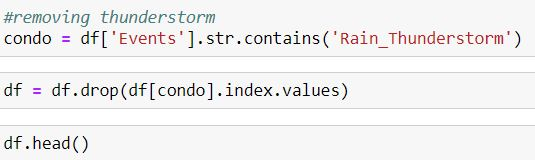 #removing thunderstorm
condo = df['Events'].str.contains('Rain_Thunderstorm')
df = df.drop(df[condo].index.values)
df.head()